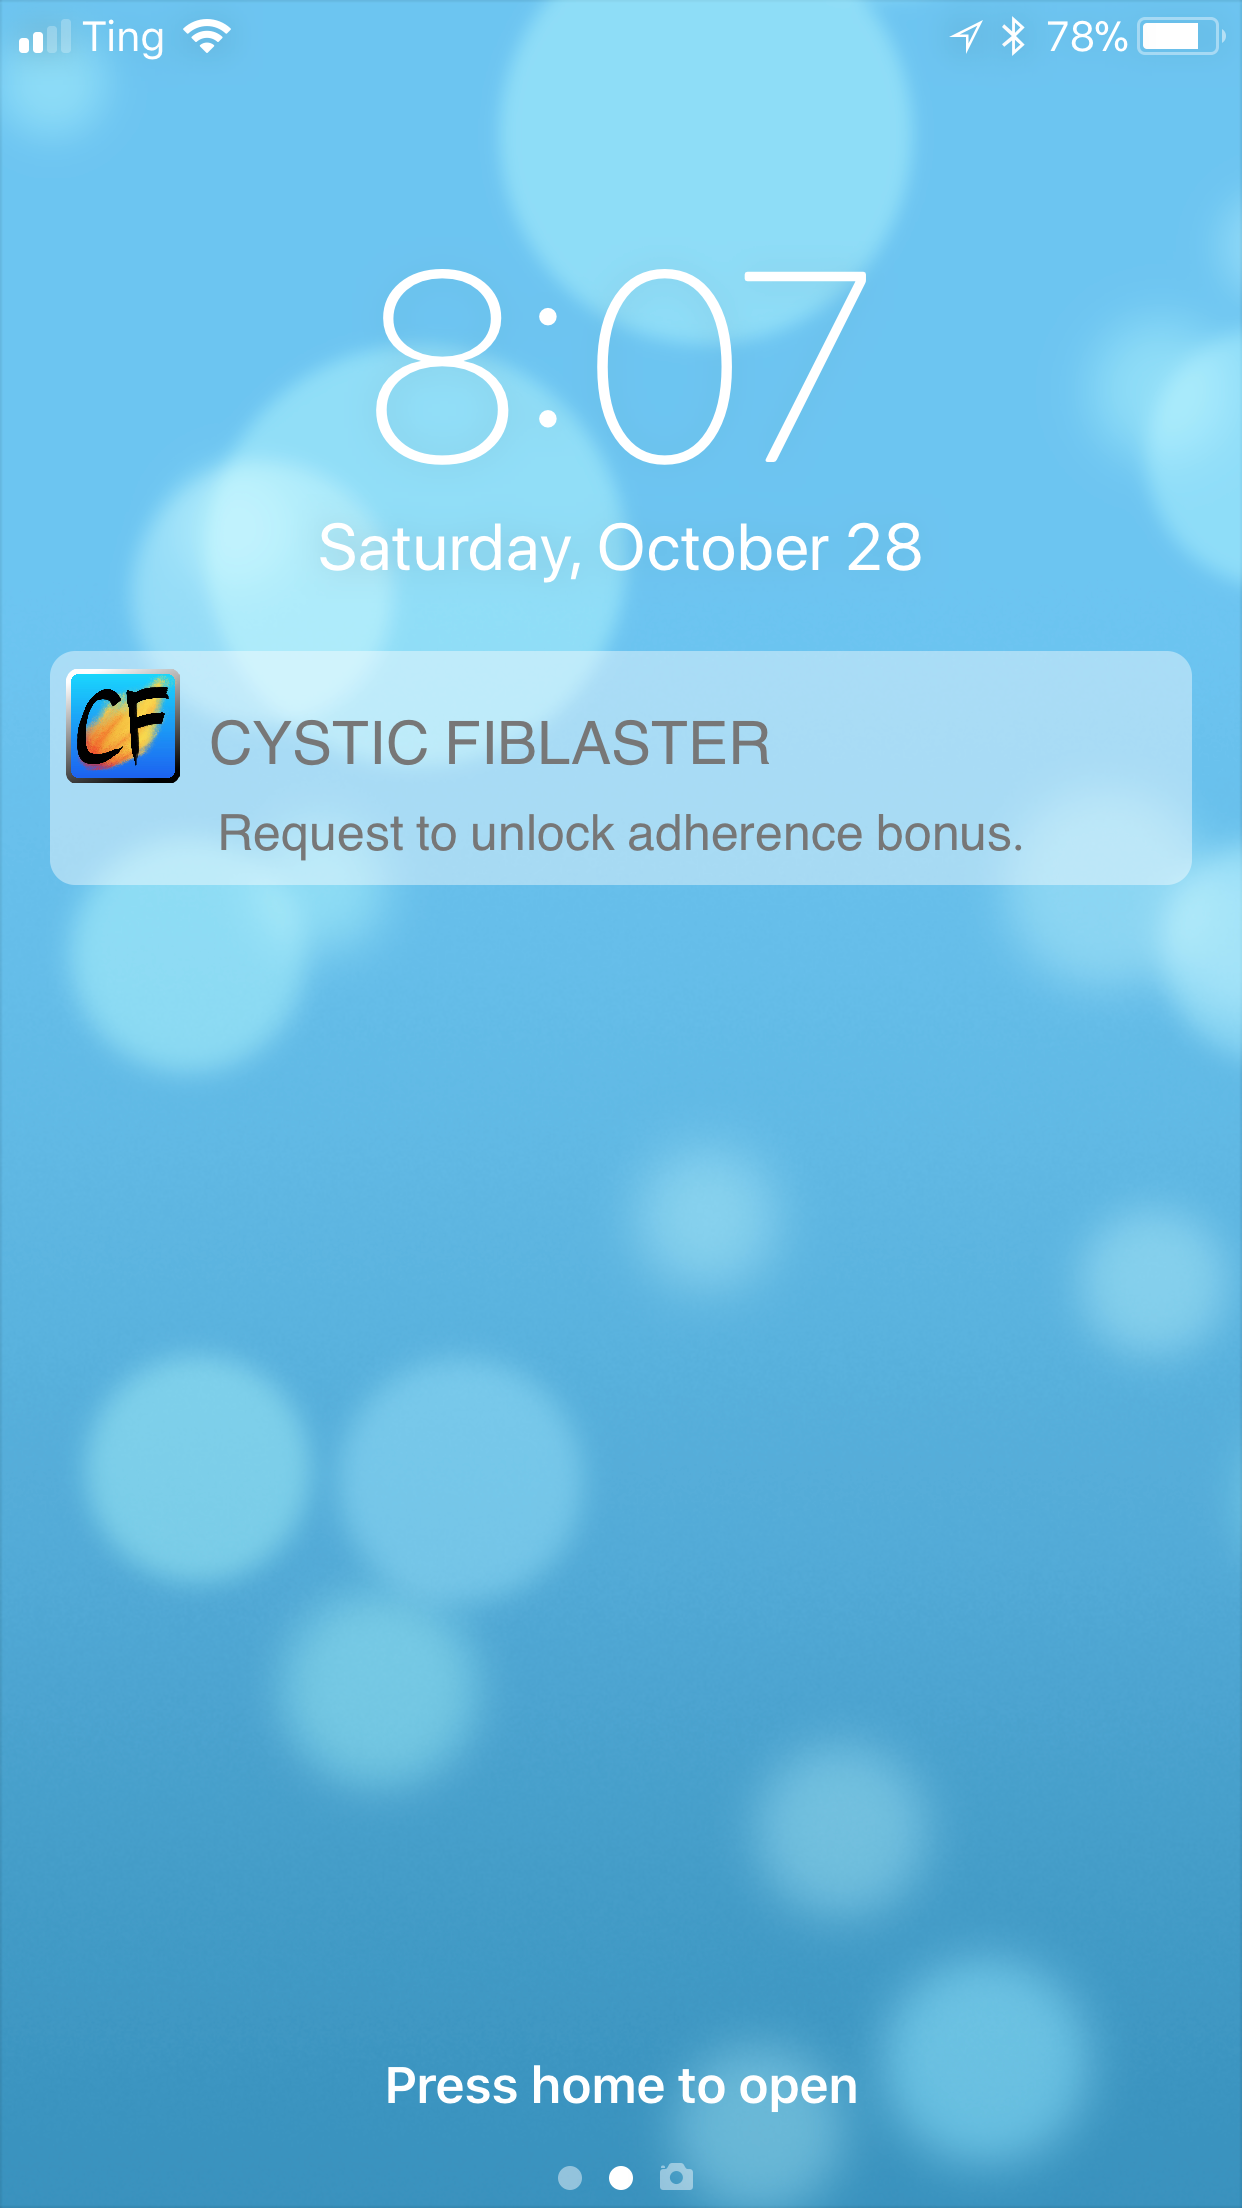 Ting 78%
8:07
Saturday, October 28
CF CYSTIC FIBLASTER
Request to unlock adherence bonus.
Press home to open